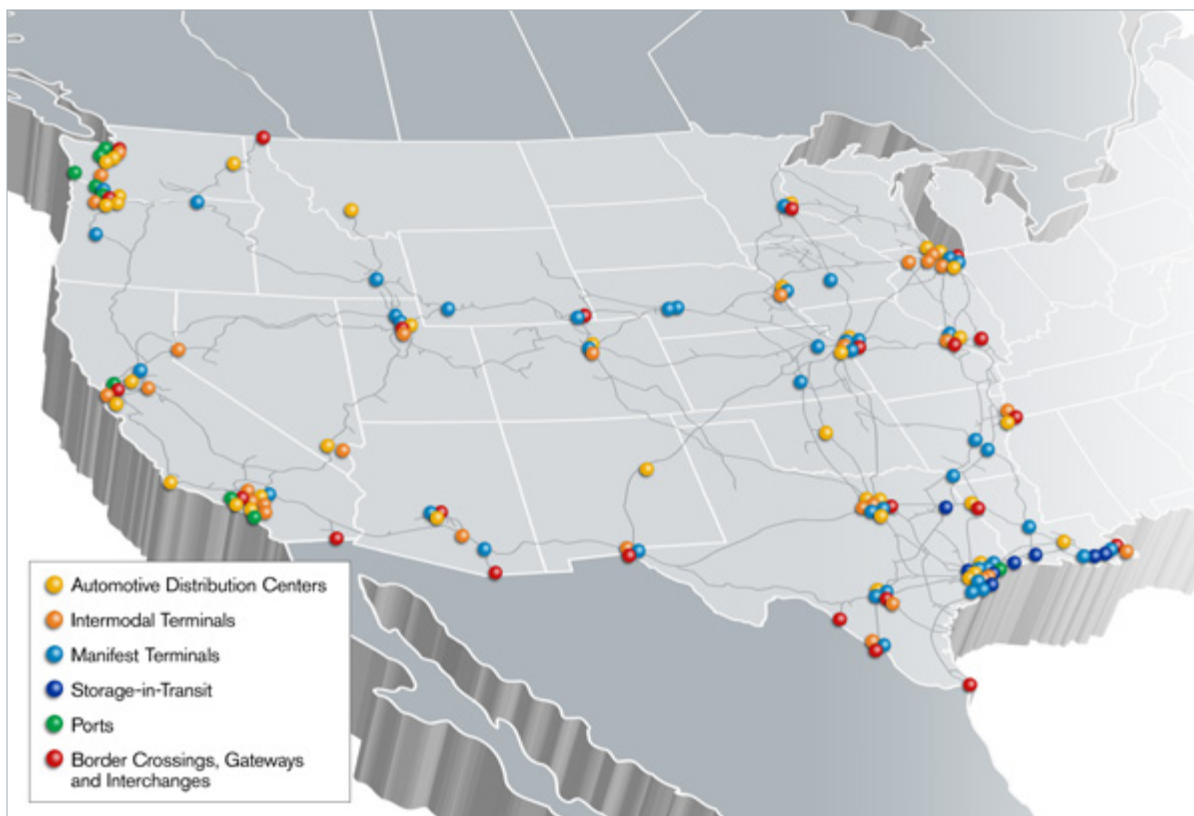 Automotive Distribution Centers
Intermodal Terminals
Manifest Terminals
Storage-in-Transit
Ports
Border Crossings, Gateways
and Interchanges